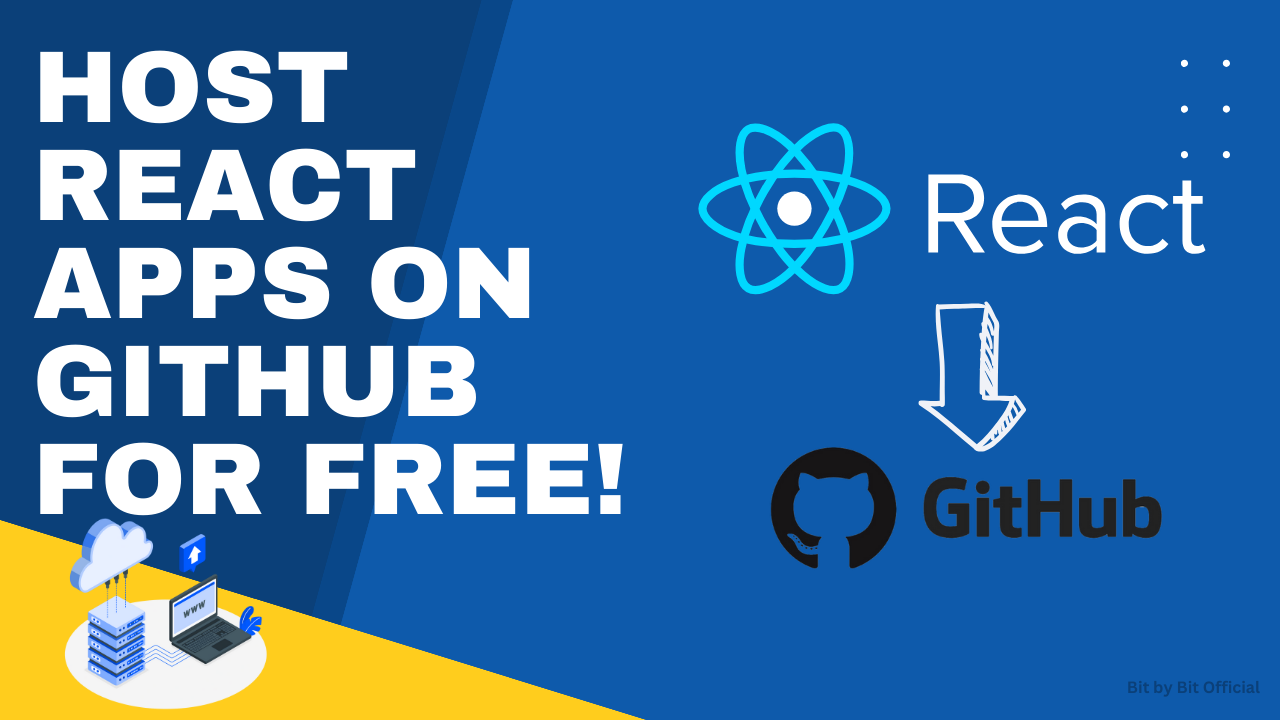 HOST
REACT
APPS ON
GITHUB
FOR FREE!
React
GitHub
WWW
Bit by Bit Official